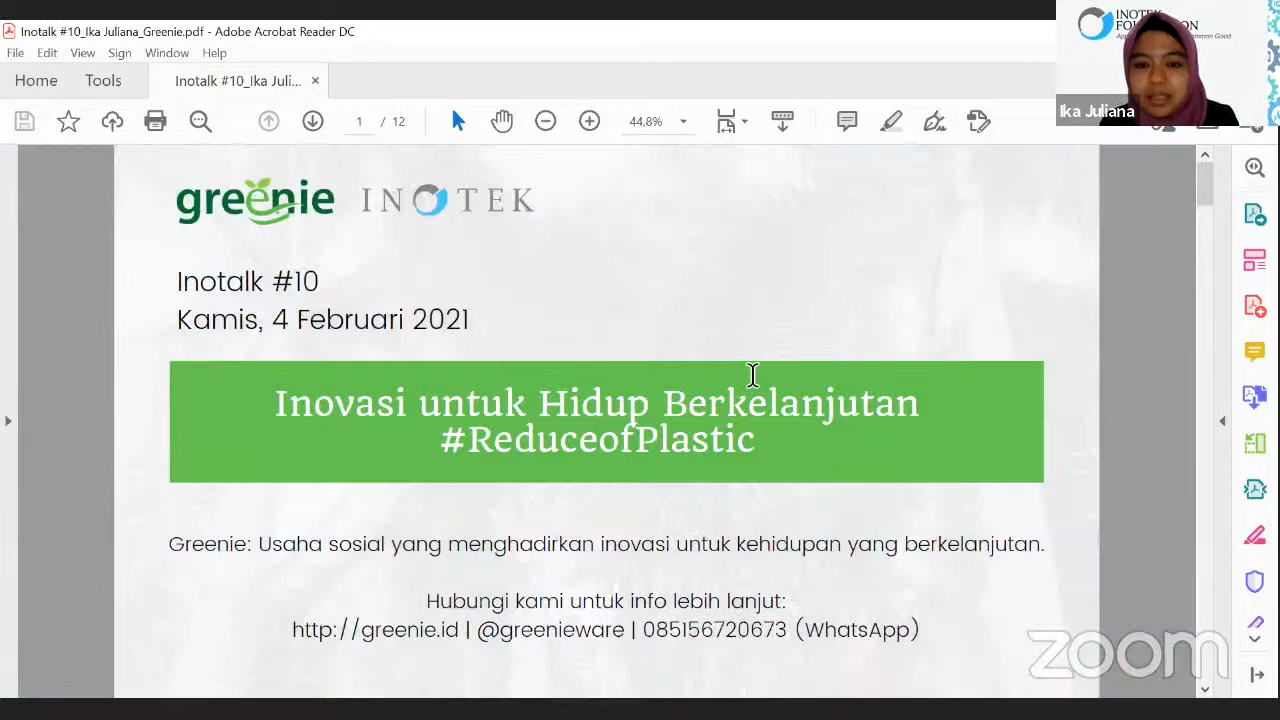 Inotalk #10_Ika Juliana_Greenie.pdf - Adobe Acrobat Reader DC
File Edit View Sign Window Help
Home Tools Inotalk #10_Ika Juli... ×
1 / 12 44,8%
INOTEK
Ika Juliana
greenie INOTEK
Inotalk #10
Kamis, 4 Februari 2021
Inovasi untuk Hidup Berkelanjutan
#ReduceofPlastic
Greenie: Usaha sosial yang menghadirkan inovasi untuk kehidupan yang berkelanjutan.
Hubungi kami untuk info lebih lanjut:
http://greenie.id | @greenieware | 085156720673 (WhatsApp)
zoom